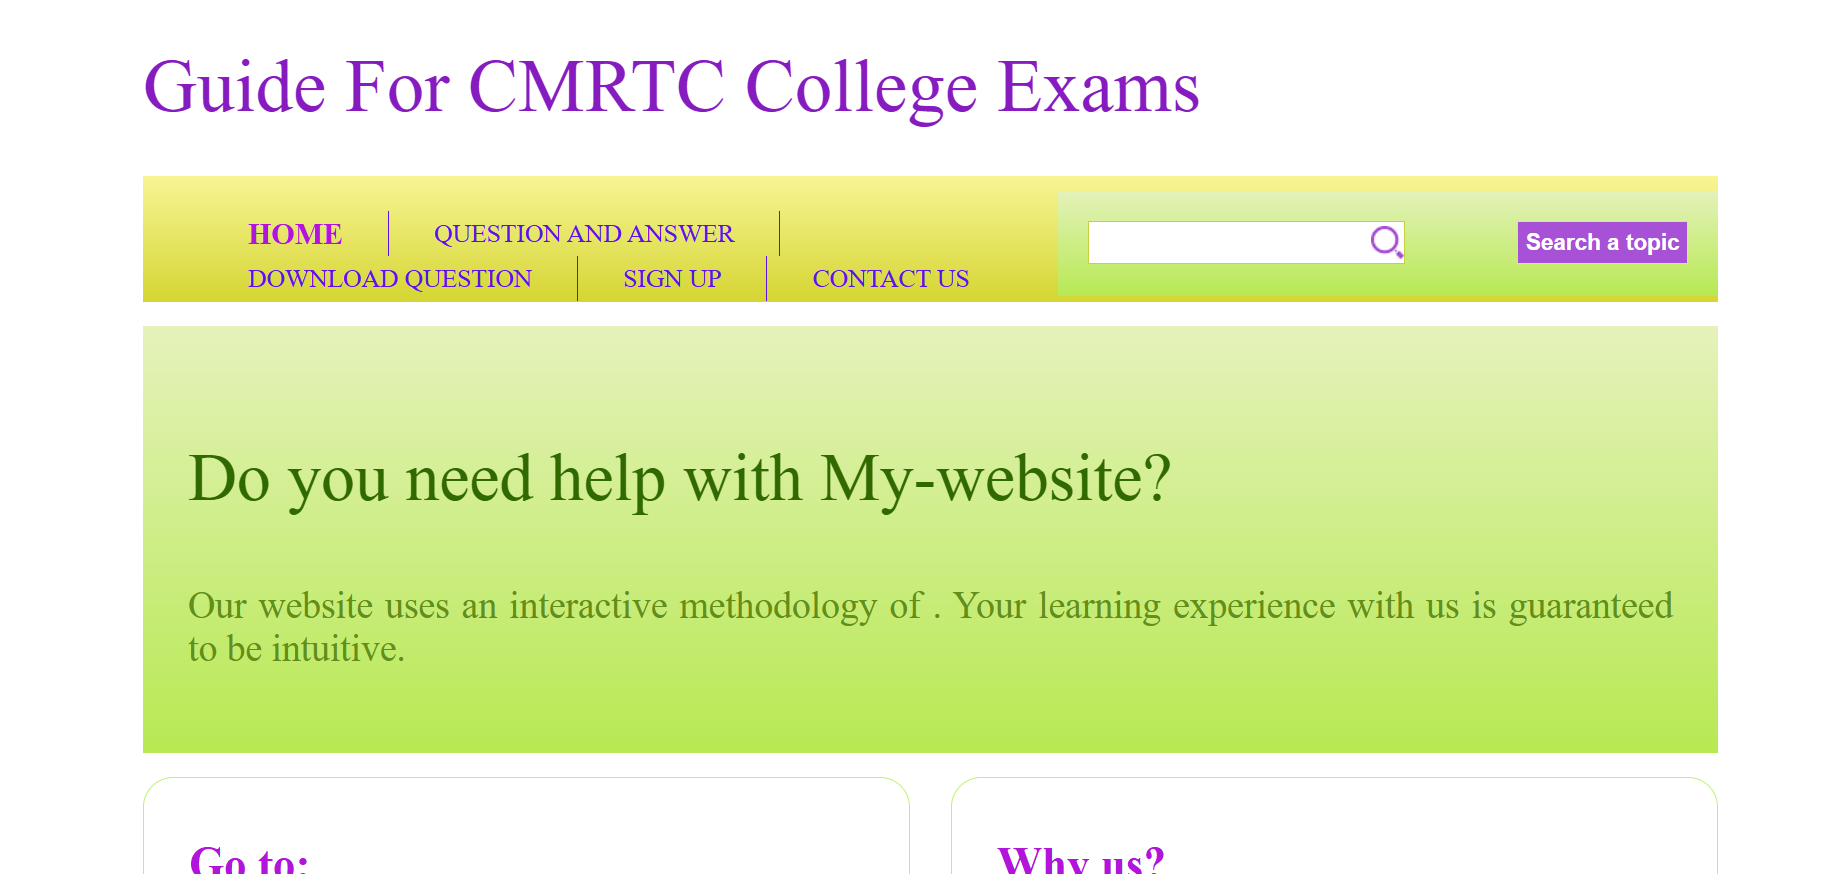 Guide For CMRTC College Exams
HOME
QUESTION AND ANSWER
DOWNLOAD QUESTION
SIGN UP
CONTACT US
Search a topic
Do you need help with My-website?
Our website uses an interactive methodology of . Your learning experience with us is guaranteed
to be intuitive.
Go to:
Why us?